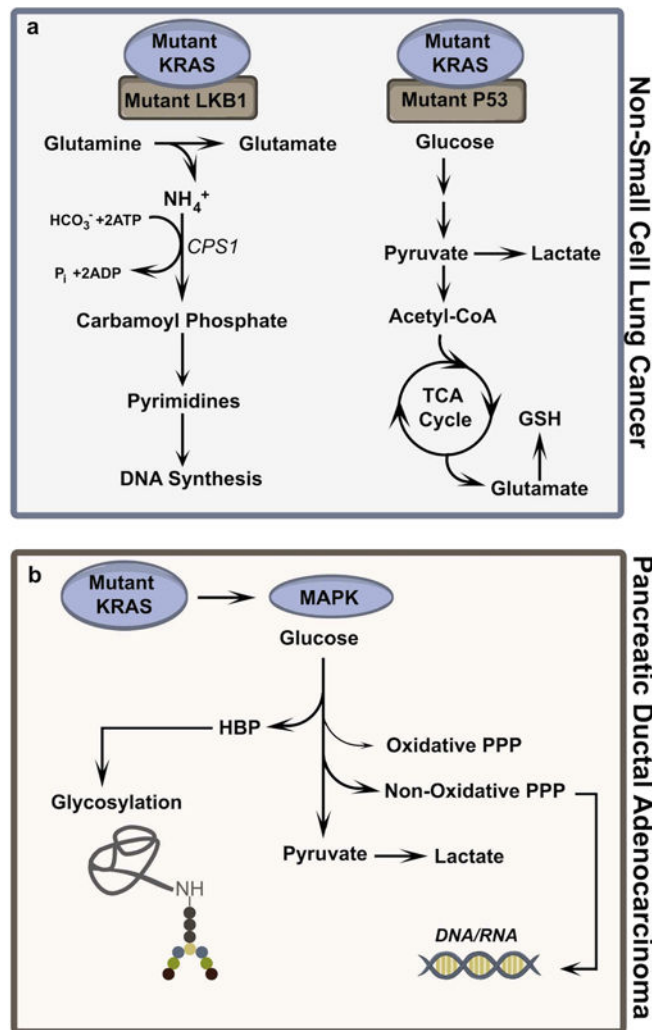 a
Mutant
KRAS
Mutant LKB1
Glutamine
Glutamate
NH₄⁺
HCO₃⁻ +2ATP
CPS1
Pᵢ +2ADP
Carbamoyl Phosphate
Pyrimidines
DNA Synthesis
Mutant
KRAS
Mutant P53
Glucose
Pyruvate
Lactate
Acetyl-CoA
TCA
Cycle
GSH
Glutamate
Non-Small Cell Lung Cancer
b
Mutant
KRAS
MAPK
Glucose
HBP
Oxidative PPP
Glycosylation
Non-Oxidative PPP
Pyruvate
Lactate
NH
DNA/RNA
Pancreatic Ductal Adenocarcinoma